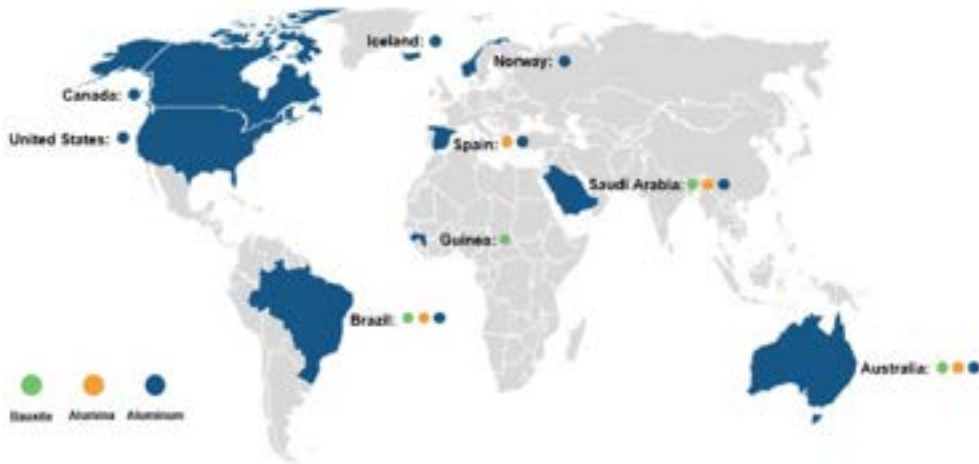 Iceland:
Norway:
Canada:
United States:
Spain:
Saudi Arabia:
Guinea:
Brazil:
Australia:
Bauxite Alumina Aluminum